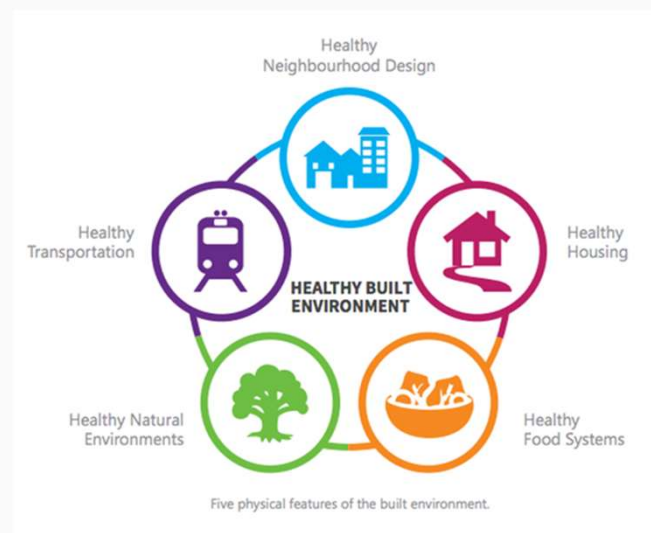 Healthy
Neighbourhood Design
Healthy
Transportation
Healthy
Housing
HEALTHY BUILT
ENVIRONMENT
Healthy Natural
Environments
Healthy
Food Systems
Five physical features of the built environment.